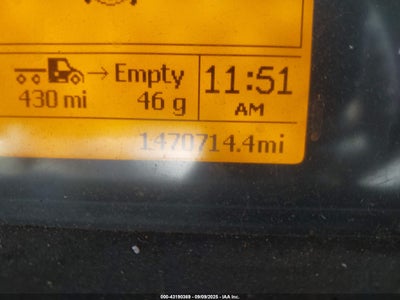 → Empty 11:51
430 mi 46 g AM
1470714.4mi
000-43190369 - 09/09/2025 - IAA Inc.